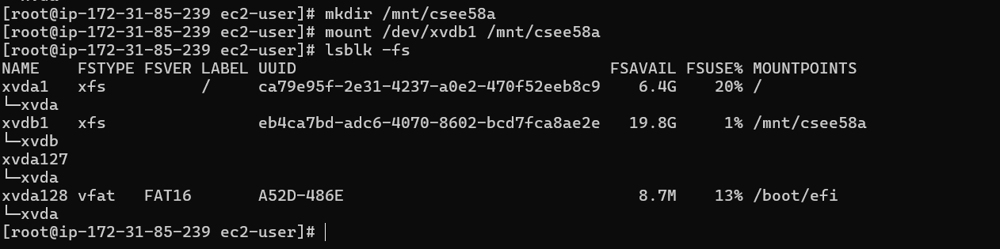 [root@ip-172-31-85-239 ec2-user]# mkdir /mnt/csee58a
[root@ip-172-31-85-239 ec2-user]# mount /dev/xvdb1 /mnt/csee58a
[root@ip-172-31-85-239 ec2-user]# lsblk -fs
NAME    FSTYPE FSVER LABEL UUID                                 FSAVAIL FSUSE% MOUNTPOINTS
xvda1   xfs          /     ca79e95f-2e31-4237-a0e2-470f52eeb8c9    6.4G    20% /
└─xvda
xvdb1   xfs                eb4ca7bd-adc6-4070-8602-bcd7fca8ae2e   19.8G     1% /mnt/csee58a
└─xvdb
xvda127
└─xvda
xvda128 vfat   FAT16       A52D-486E                               8.7M    13% /boot/efi
└─xvda
[root@ip-172-31-85-239 ec2-user]#